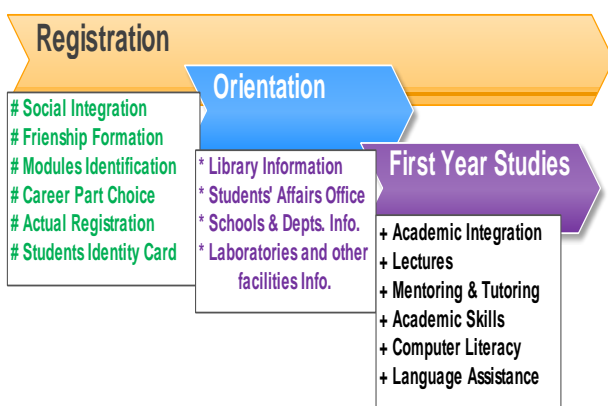 Registration
# Social Integration
# Frienship Formation
# Modules Identification
# Career Part Choice
# Actual Registration
# Students Identity Card
Orientation
* Library Information
* Students' Affairs Office
* Schools & Depts. Info.
* Laboratories and other
facilities Info.
First Year Studies
+ Academic Integration
+ Lectures
+ Mentoring & Tutoring
+ Academic Skills
+ Computer Literacy
+ Language Assistance